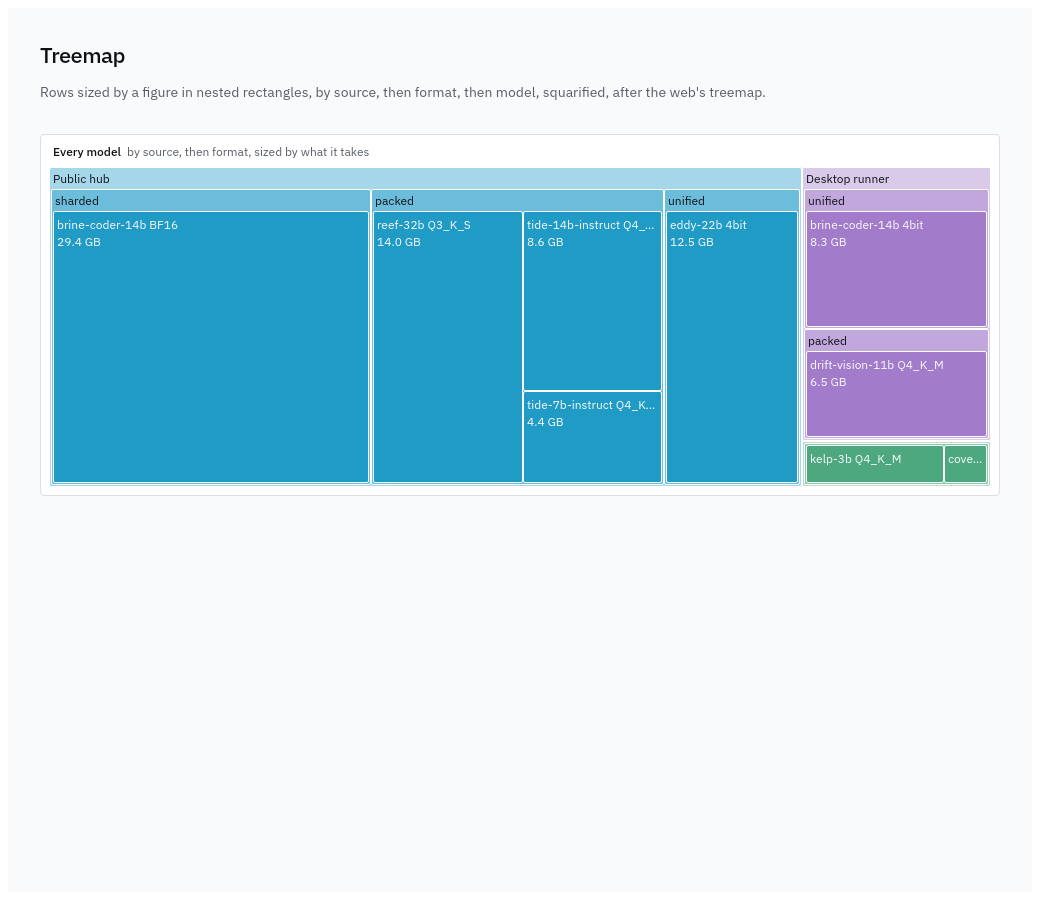 Treemap
Rows sized by a figure in nested rectangles, by source, then format, then model, squarified, after the web's treemap.
Every model by source, then format, sized by what it takes
Public hub
sharded
brine-coder-14b BF16
29.4 GB
packed
reef-32b Q3_K_S
14.0 GB
tide-14b-instruct Q4_...
8.6 GB
tide-7b-instruct Q4_K...
4.4 GB
unified
eddy-22b 4bit
12.5 GB
Desktop runner
unified
brine-coder-14b 4bit
8.3 GB
packed
drift-vision-11b Q4_K_M
6.5 GB
kelp-3b Q4_K_M
cove...